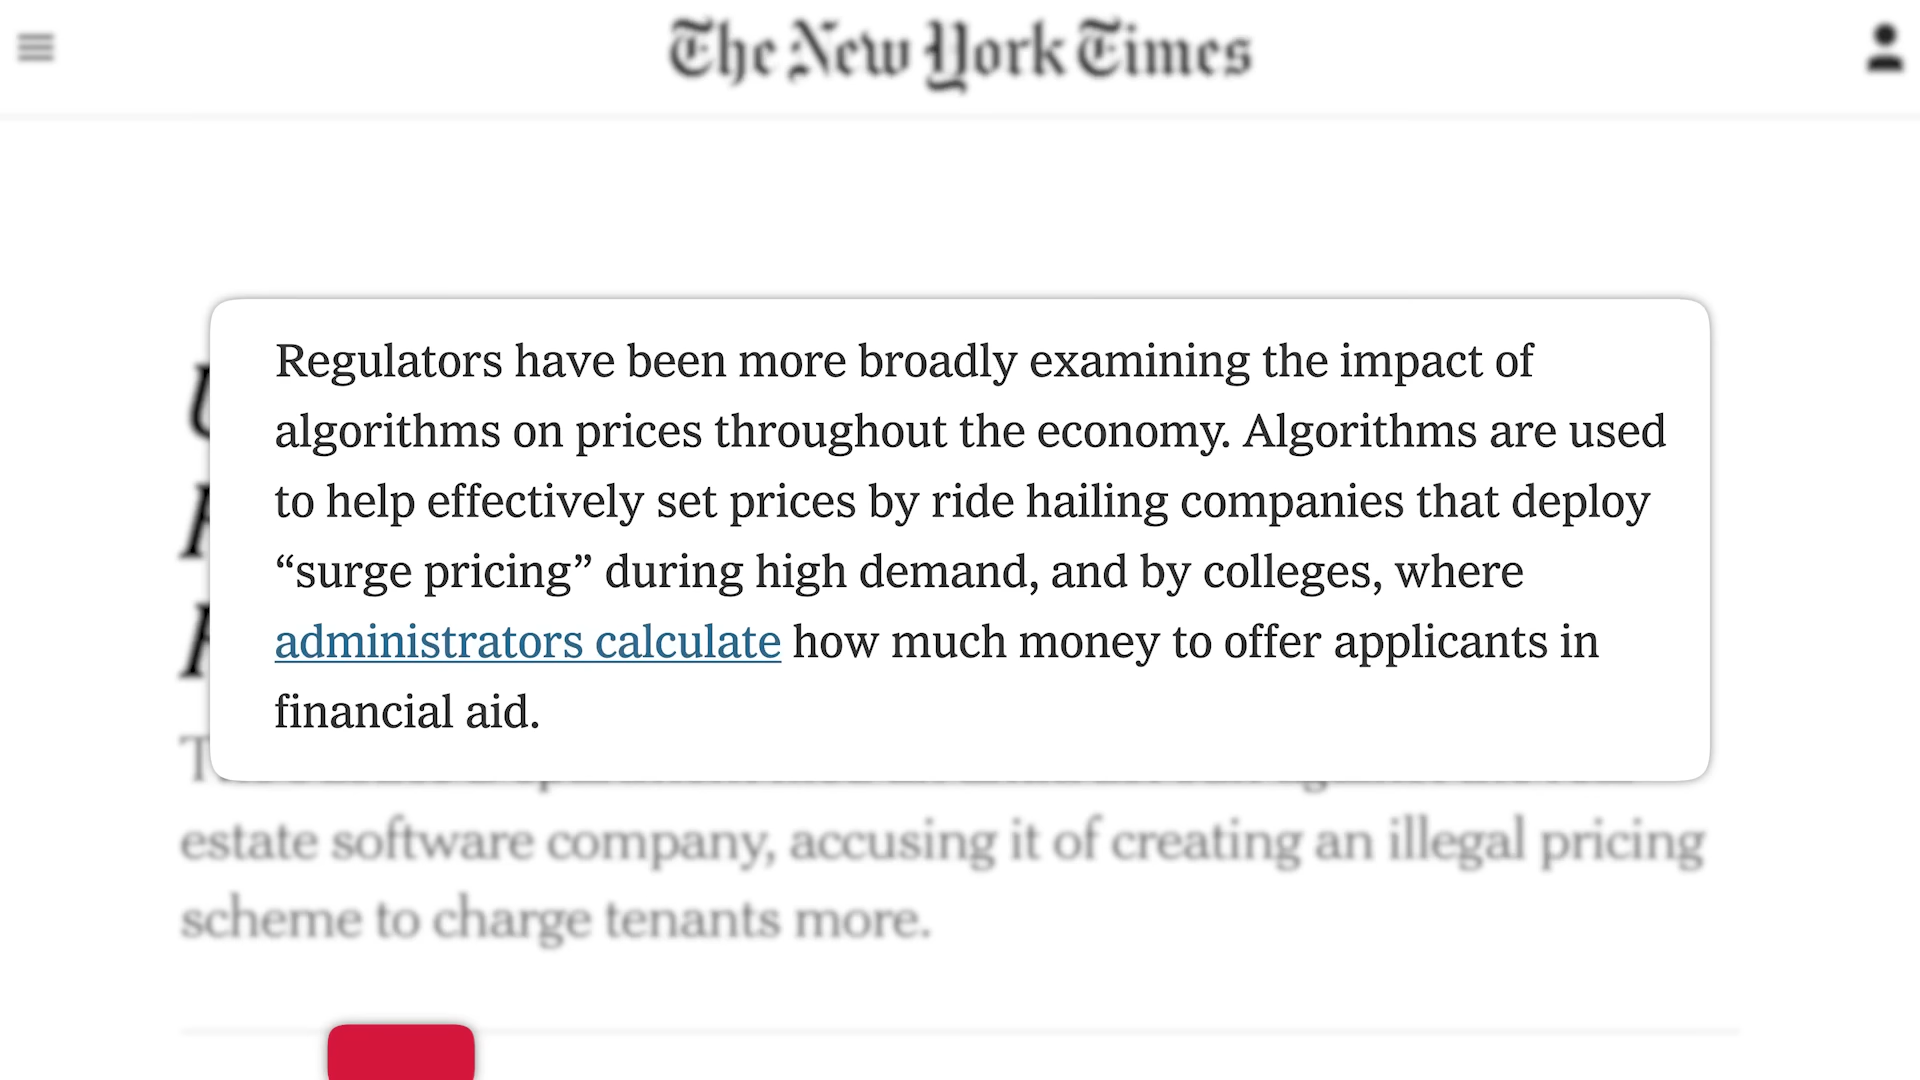 The New York Times
Regulators have been more broadly examining the impact of
algorithms on prices throughout the economy. Algorithms are used
to help effectively set prices by ride hailing companies that deploy
“surge pricing” during high demand, and by colleges, where
administrators calculate how much money to offer applicants in
financial aid.
estate software company, accusing it of creating an illegal pricing
scheme to charge tenants more.